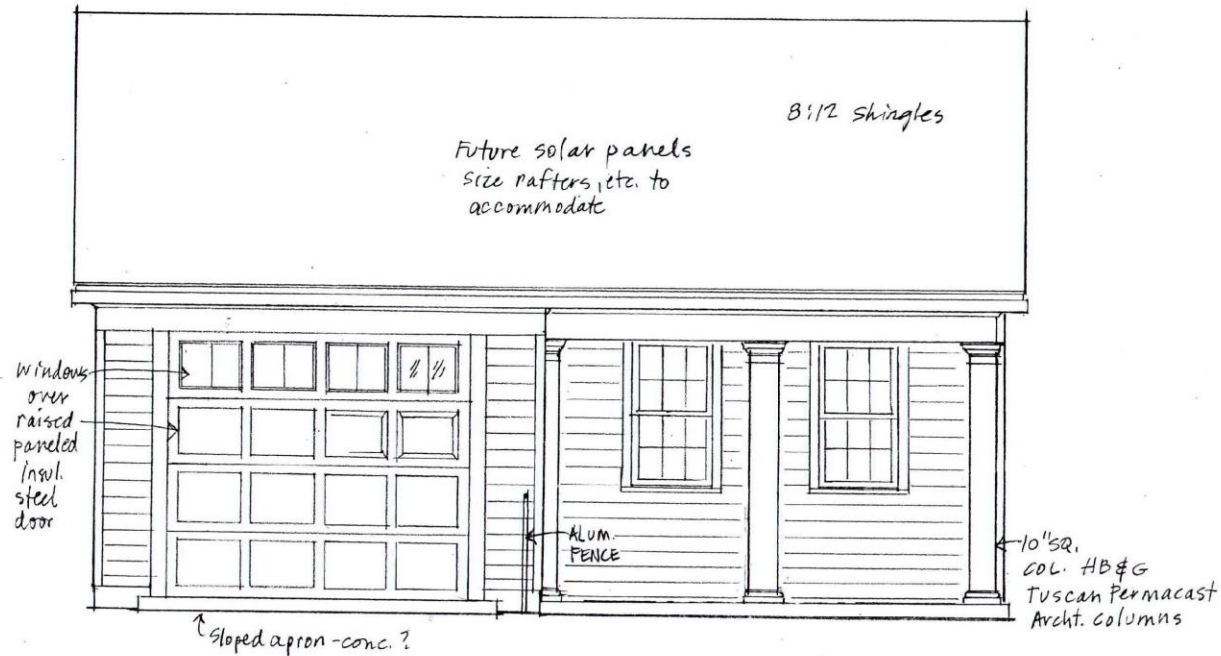 8:12 shingles
Future solar panels
size rafters, etc. to
accommodate
windows
over
raised
paneled
insul.
steel
door
ALUM.
FENCE
10" SQ.
COL. HB&G
Tuscan Permacast
Archt. columns
Sloped apron - conc. ?